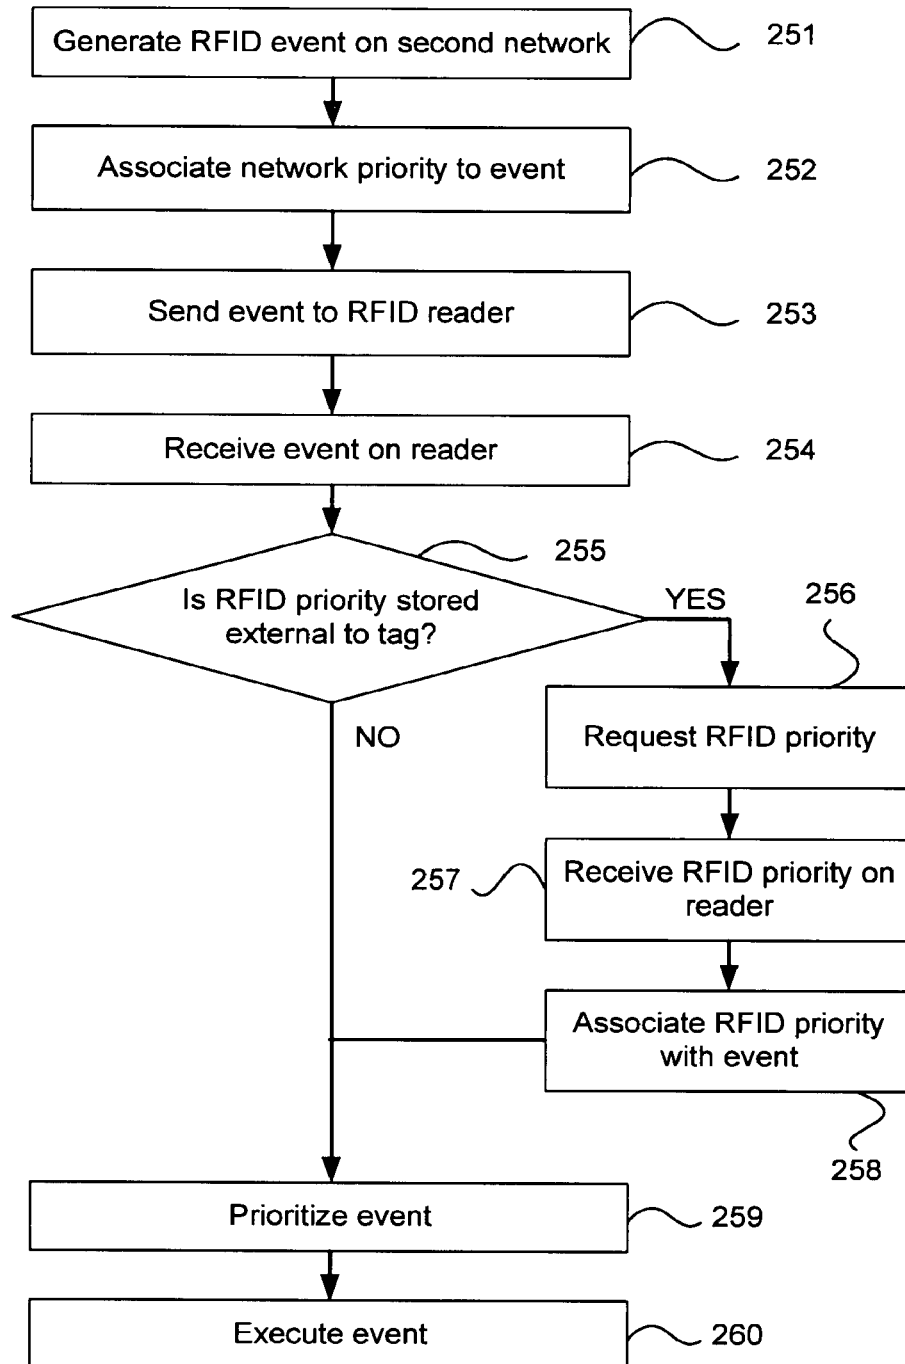 Generate RFID event on second network
251
Associate network priority to event
252
Send event to RFID reader
253
Receive event on reader
254
255
Is RFID priority stored
external to tag?
YES
256
NO
Request RFID priority
257
Receive RFID priority on
reader
Associate RFID priority
with event
258
Prioritize event
259
Execute event
260